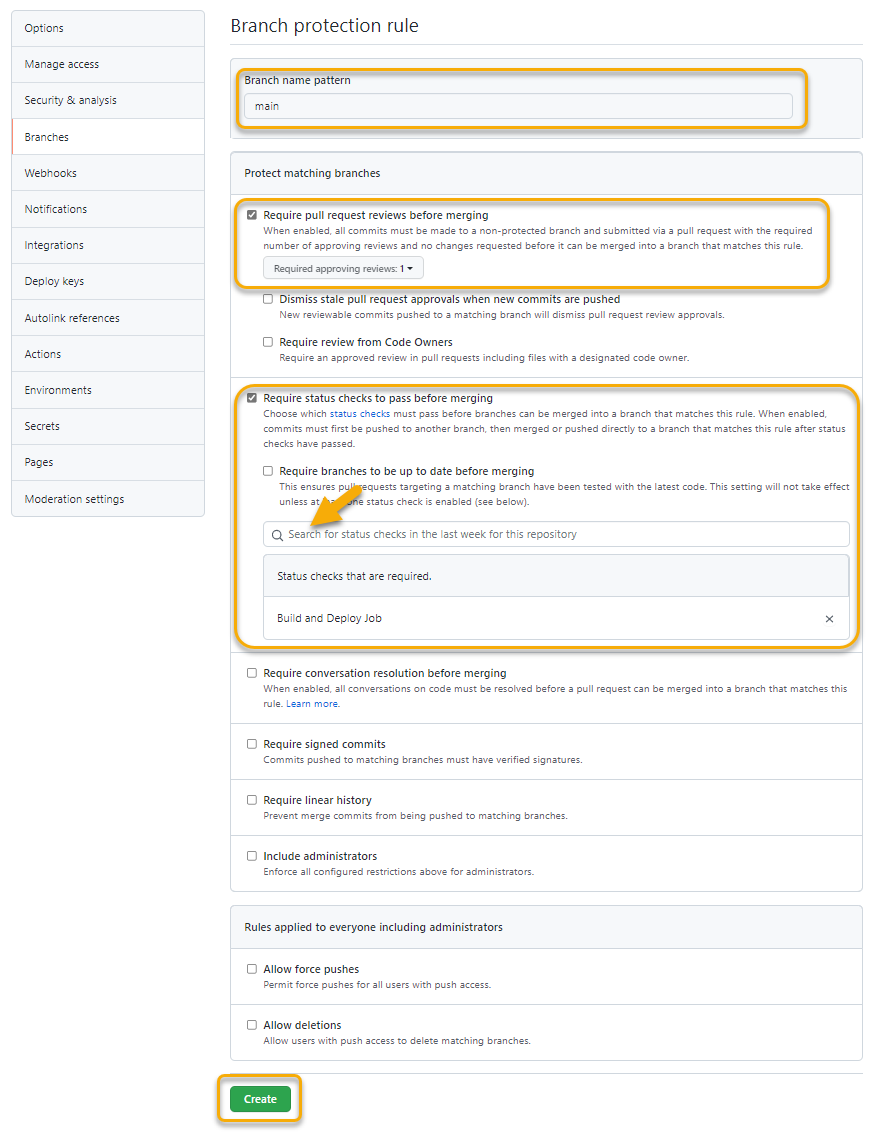 Options
Manage access
Security & analysis
Branches
Webhooks
Notifications
Integrations
Deploy keys
Autolink references
Actions
Environments
Secrets
Pages
Moderation settings
Branch protection rule
Branch name pattern
main
Protect matching branches
Require pull request reviews before merging
When enabled, all commits must be made to a non-protected branch and submitted via a pull request with the required
number of approving reviews and no changes requested before it can be merged into a branch that matches this rule.
Required approving reviews: 1
Dismiss stale pull request approvals when new commits are pushed
New reviewable commits pushed to a matching branch will dismiss pull request review approvals.
Require review from Code Owners
Require an approved review in pull requests including files with a designated code owner.
Require status checks to pass before merging
Choose which status checks must pass before branches can be merged into a branch that matches this rule. When enabled,
commits must first be pushed to another branch, then merged or pushed directly to a branch that matches this rule after status
checks have passed.
Require branches to be up to date before merging
This ensures pull requests targeting a matching branch have been tested with the latest code. This setting will not take effect
unless at one status check is enabled (see below).
Search for status checks in the last week for this repository
Status checks that are required.
Build and Deploy Job
Require conversation resolution before merging
When enabled, all conversations on code must be resolved before a pull request can be merged into a branch that matches this
rule. Learn more.
Require signed commits
Commits pushed to matching branches must have verified signatures.
Require linear history
Prevent merge commits from being pushed to matching branches.
Include administrators
Enforce all configured restrictions above for administrators.
Rules applied to everyone including administrators
Allow force pushes
Permit force pushes for all users with push access.
Allow deletions
Allow users with push access to delete matching branches.
Create